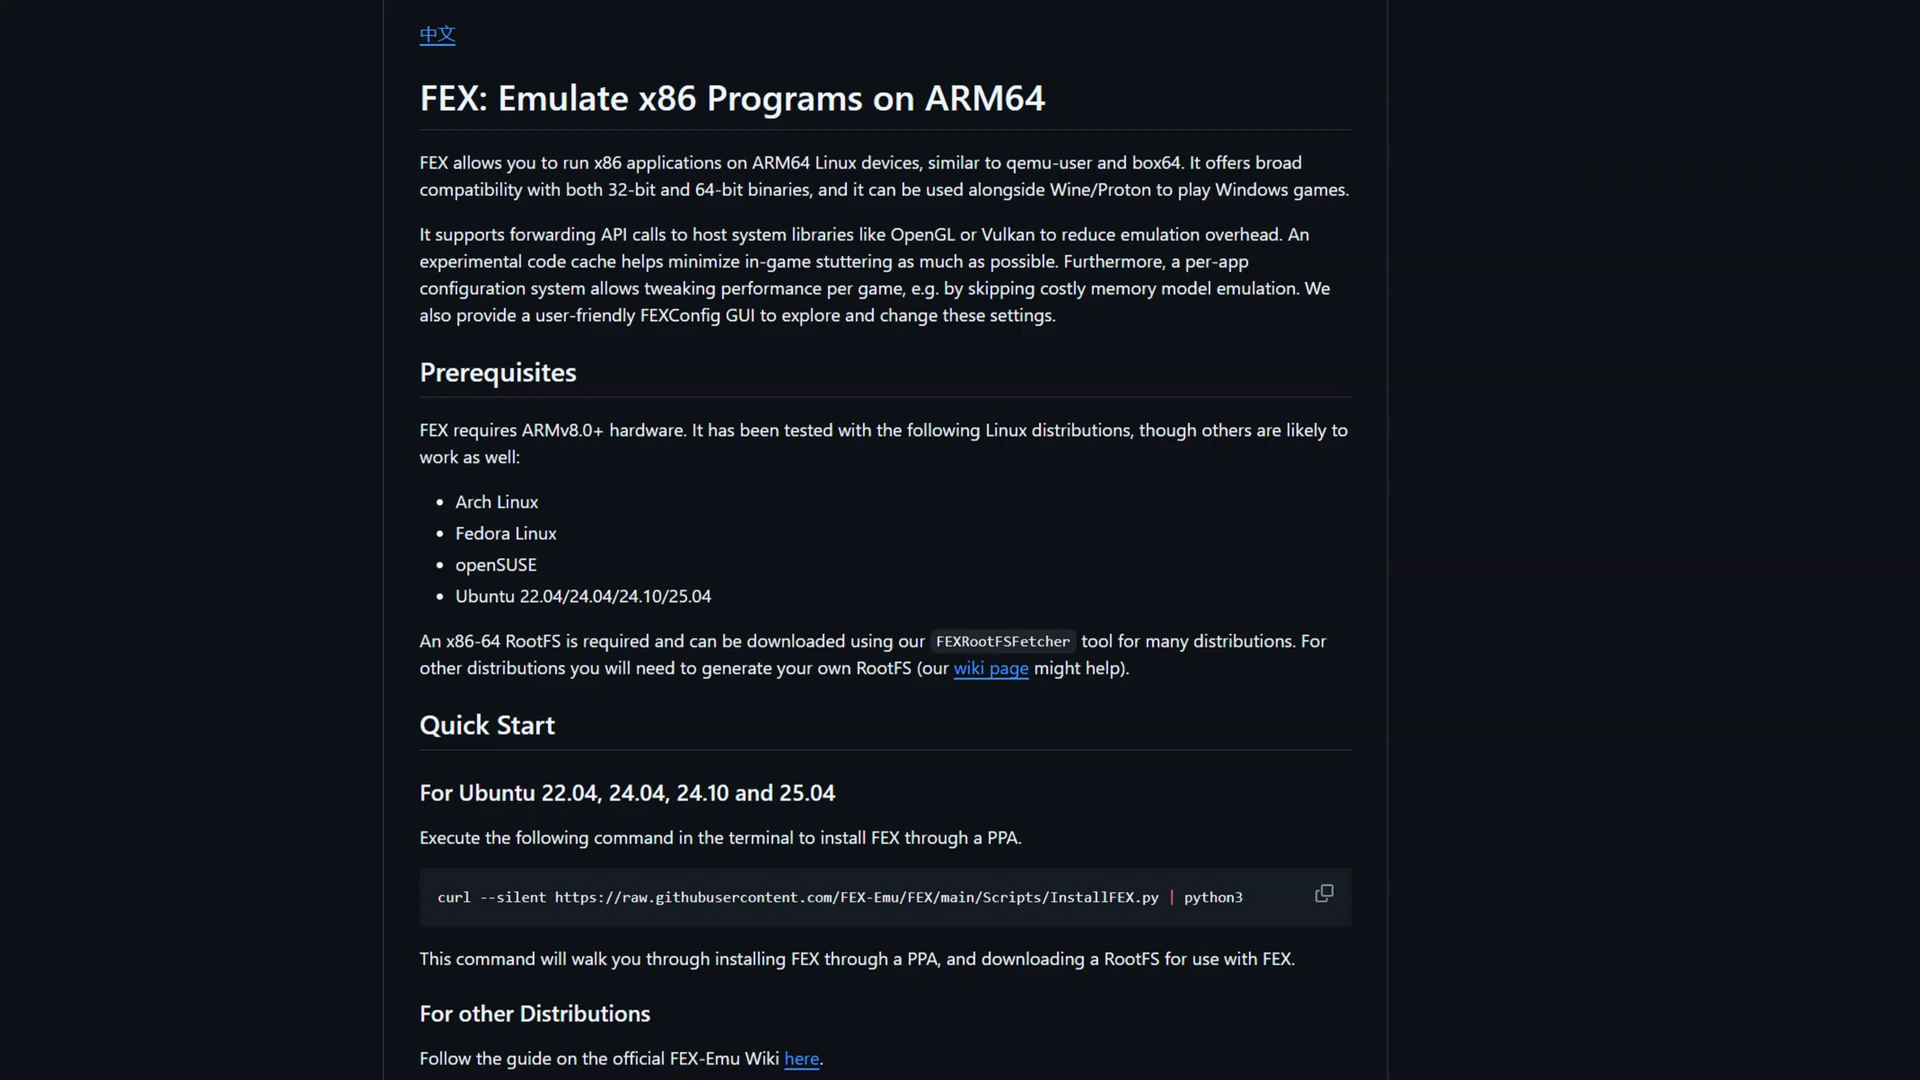 中文
FEX: Emulate x86 Programs on ARM64
FEX allows you to run x86 applications on ARM64 Linux devices, similar to qemu-user and box64. It offers broad
compatibility with both 32-bit and 64-bit binaries, and it can be used alongside Wine/Proton to play Windows games.
It supports forwarding API calls to host system libraries like OpenGL or Vulkan to reduce emulation overhead. An
experimental code cache helps minimize in-game stuttering as much as possible. Furthermore, a per-app
configuration system allows tweaking performance per game, e.g. by skipping costly memory model emulation. We
also provide a user-friendly FEXConfig GUI to explore and change these settings.
Prerequisites
FEX requires ARMv8.0+ hardware. It has been tested with the following Linux distributions, though others are likely to
work as well:
• Arch Linux
• Fedora Linux
• openSUSE
• Ubuntu 22.04/24.04/24.10/25.04
An x86-64 RootFS is required and can be downloaded using our FEXRootFSFetcher tool for many distributions. For
other distributions you will need to generate your own RootFS (our wiki page might help).
Quick Start
For Ubuntu 22.04, 24.04, 24.10 and 25.04
Execute the following command in the terminal to install FEX through a PPA.
curl --silent https://raw.githubusercontent.com/FEX-Emu/FEX/main/Scripts/InstallFEX.py | python3
This command will walk you through installing FEX through a PPA, and downloading a RootFS for use with FEX.
For other Distributions
Follow the guide on the official FEX-Emu Wiki here.